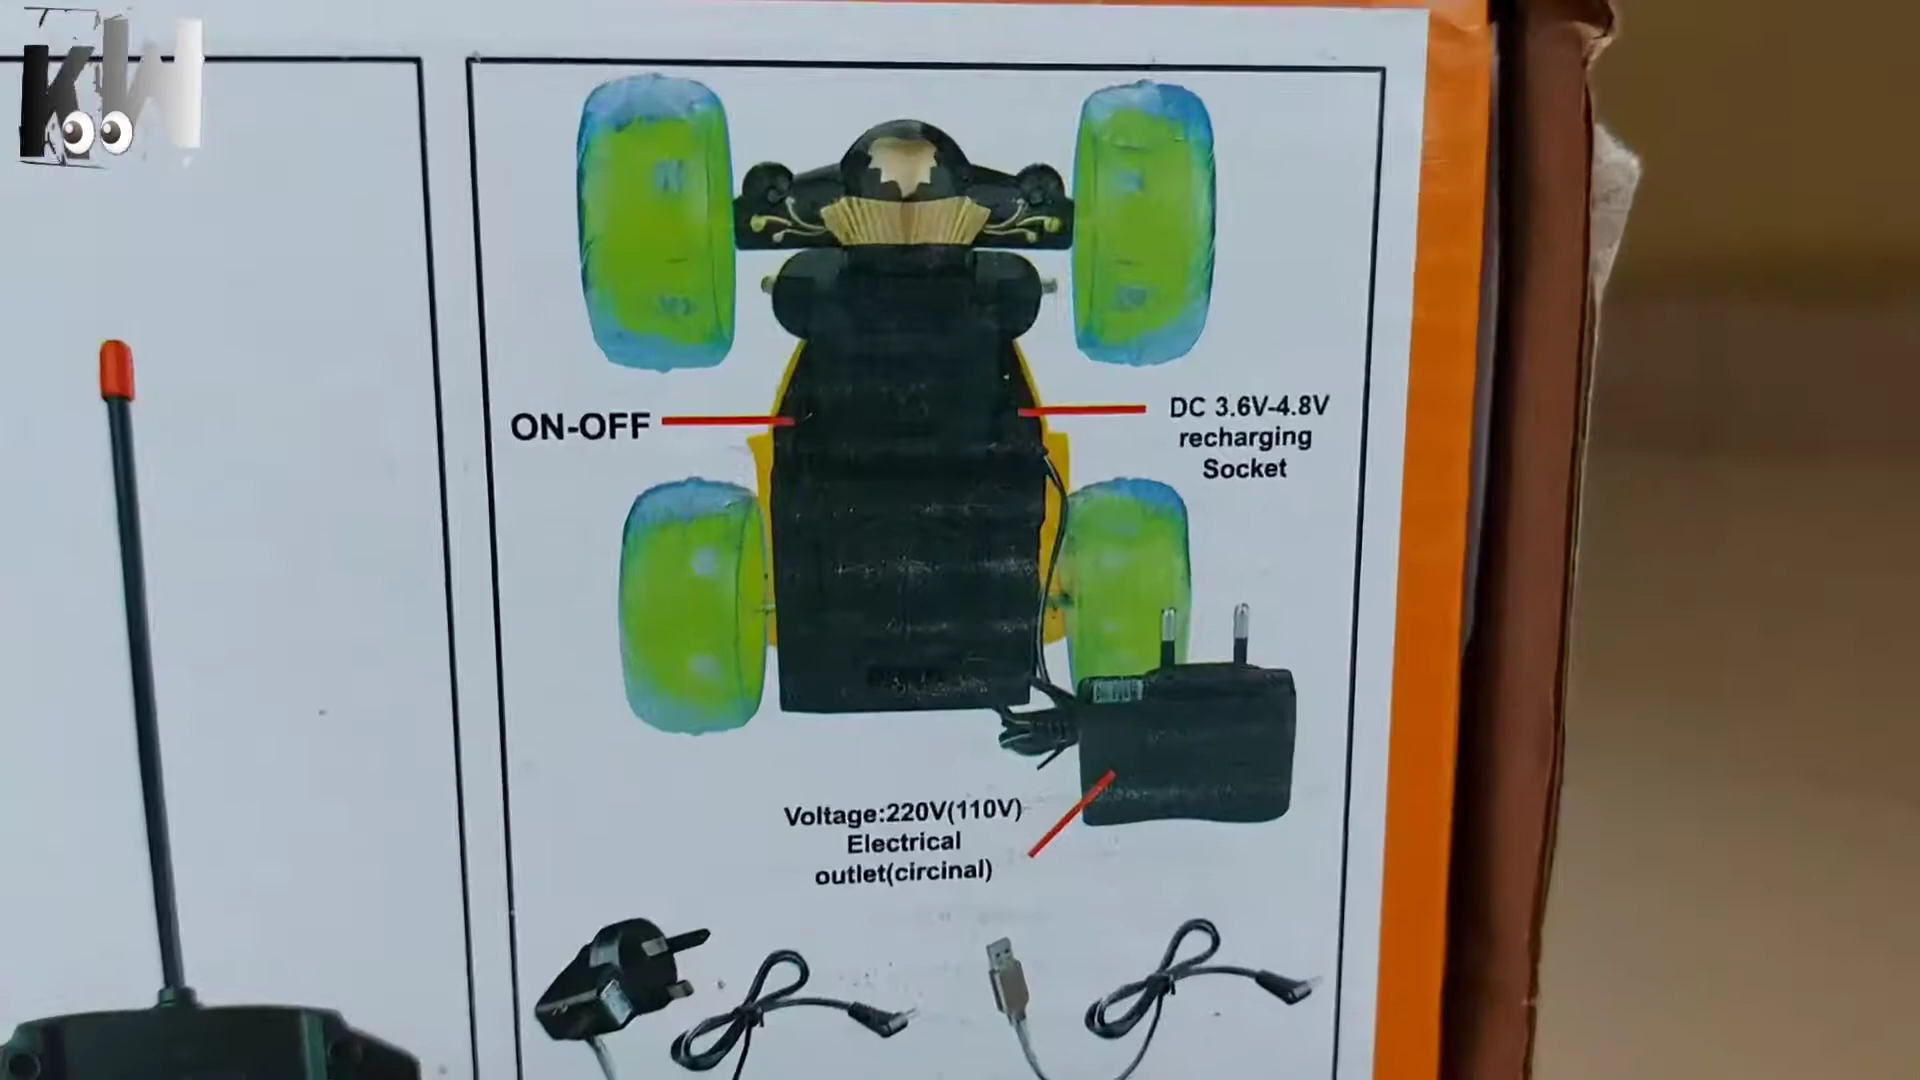 KW
ON-OFF
DC 3.6V-4.8V
recharging
Socket
Voltage:220V(110V)
Electrical
outlet(circinal)